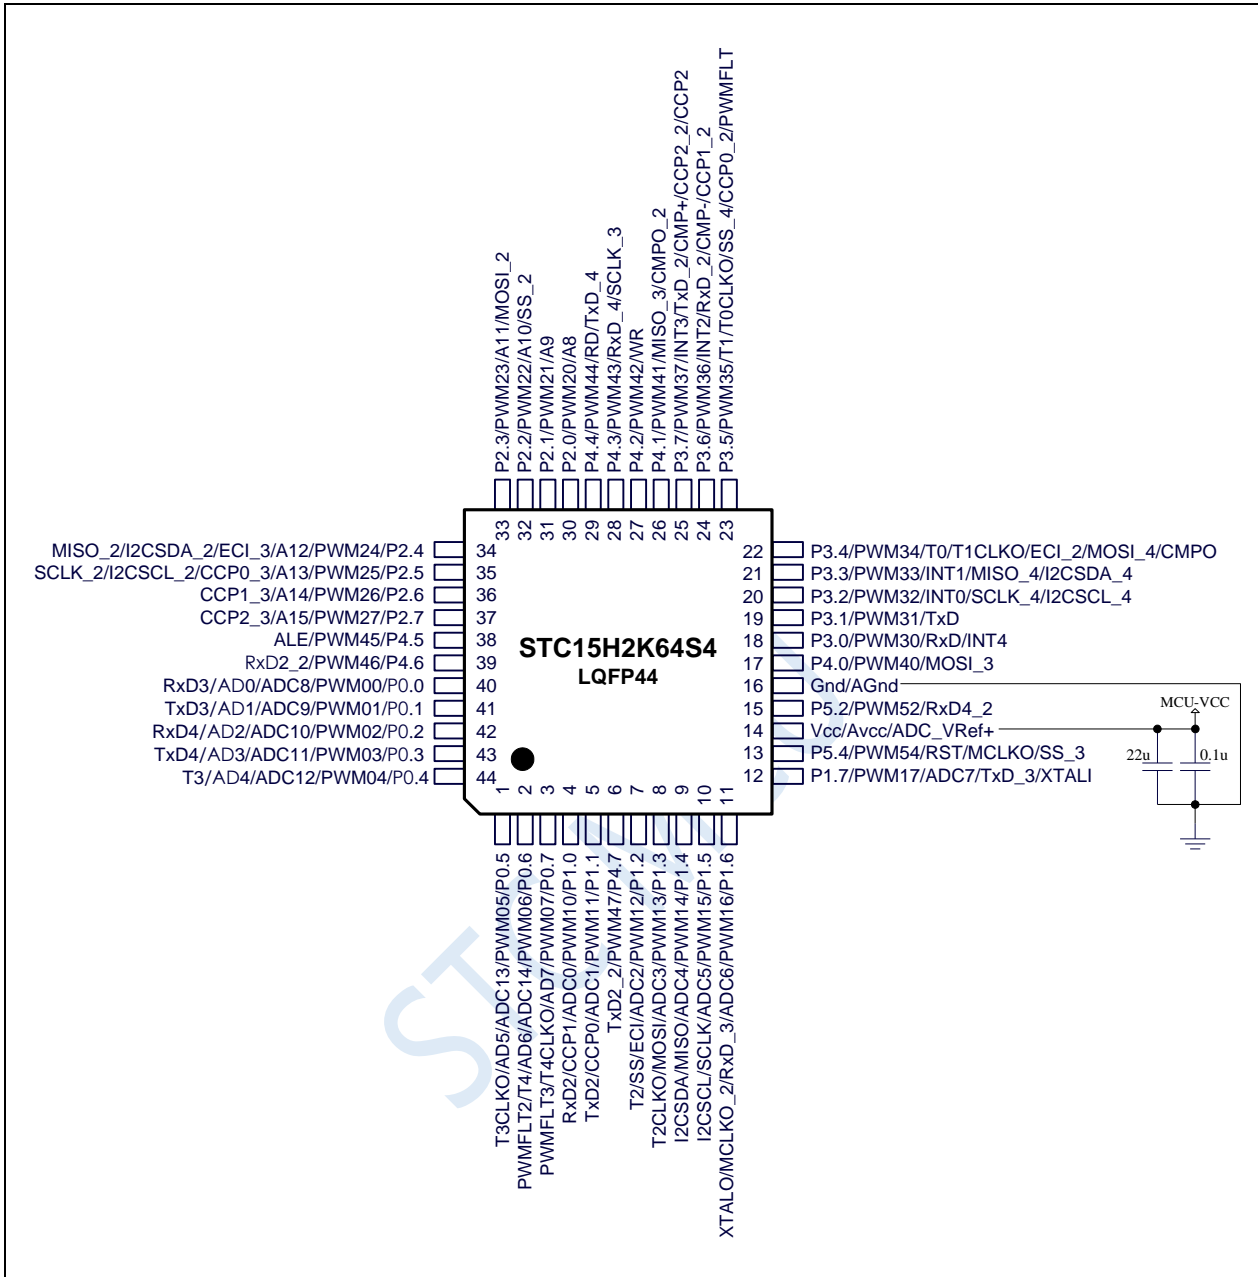 P2.3/PWM23/A11/MOSI_2
P2.2/PWM22/A10/SS_2
P2.1/PWM21/A9
P2.0/PWM20/A8
P4.4/PWM44/RD/TxD_4
P4.3/PWM43/RxD_4/SCLK_3
P4.2/PWM42/WR
P4.1/PWM41/MISO_3/CMPO_2
P3.7/PWM37/INT3/TxD_2/CMP+/CCP2_2/CCP2
P3.6/PWM36/INT2/RxD_2/CMP-/CCP1_2
P3.5/PWM35/T1/T0CLKO/SS_4/CCP0_2/PWMFLT
33 32 31 30 29 28 27 26 25 24 23
MISO_2/I2CSDA_2/ECI_3/A12/PWM24/P2.4 34
SCLK_2/I2CSCL_2/CCP0_3/A13/PWM25/P2.5 35
CCP1_3/A14/PWM26/P2.6 36
CCP2_3/A15/PWM27/P2.7 37
ALE/PWM45/P4.5 38
RxD2_2/PWM46/P4.6 39
RxD3/AD0/ADC8/PWM00/P0.0 40
TxD3/AD1/ADC9/PWM01/P0.1 41
RxD4/AD2/ADC10/PWM02/P0.2 42
TxD4/AD3/ADC11/PWM03/P0.3 43
T3/AD4/ADC12/PWM04/P0.4 44
STC15H2K64S4
LQFP44
22 P3.4/PWM34/T0/T1CLKO/ECI_2/MOSI_4/CMPO
21 P3.3/PWM33/INT1/MISO_4/I2CSDA_4
20 P3.2/PWM32/INT0/SCLK_4/I2CSCL_4
19 P3.1/PWM31/TxD
18 P3.0/PWM30/RxD/INT4
17 P4.0/PWM40/MOSI_3
16 Gnd/AGnd
15 P5.2/PWM52/RxD4_2
14 Vcc/Avcc/ADC_VRef+
13 P5.4/PWM54/RST/MCLKO/SS_3
12 P1.7/PWM17/ADC7/TxD_3/XTALI
MCU-VCC
22u
0.1u
1 2 3 4 5 6 7 8 9 10 11
T3CLKO/AD5/ADC13/PWM05/P0.5
PWMFLT2/T4/AD6/ADC14/PWM06/P0.6
PWMFLT3/T4CLKO/AD7/PWM07/P0.7
RxD2/CCP1/ADC0/PWM10/P1.0
TxD2/CCP0/ADC1/PWM11/P1.1
TxD2_2/PWM47/P4.7
T2/SS/ECI/ADC2/PWM12/P1.2
T2CLKO/MOSI/ADC3/PWM13/P1.3
I2CSDA/MISO/ADC4/PWM14/P1.4
I2CSCL/SCLK/ADC5/PWM15/P1.5
XTALO/MCLKO_2/RxD_3/ADC6/PWM16/P1.6